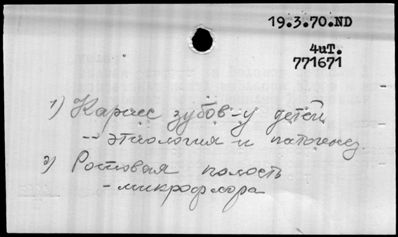 19.3.70.ND
4ит.
771671
1) Кариес зубов - у детей
-- этиология и патогенез
2) Ротовая полость
- микрофлора